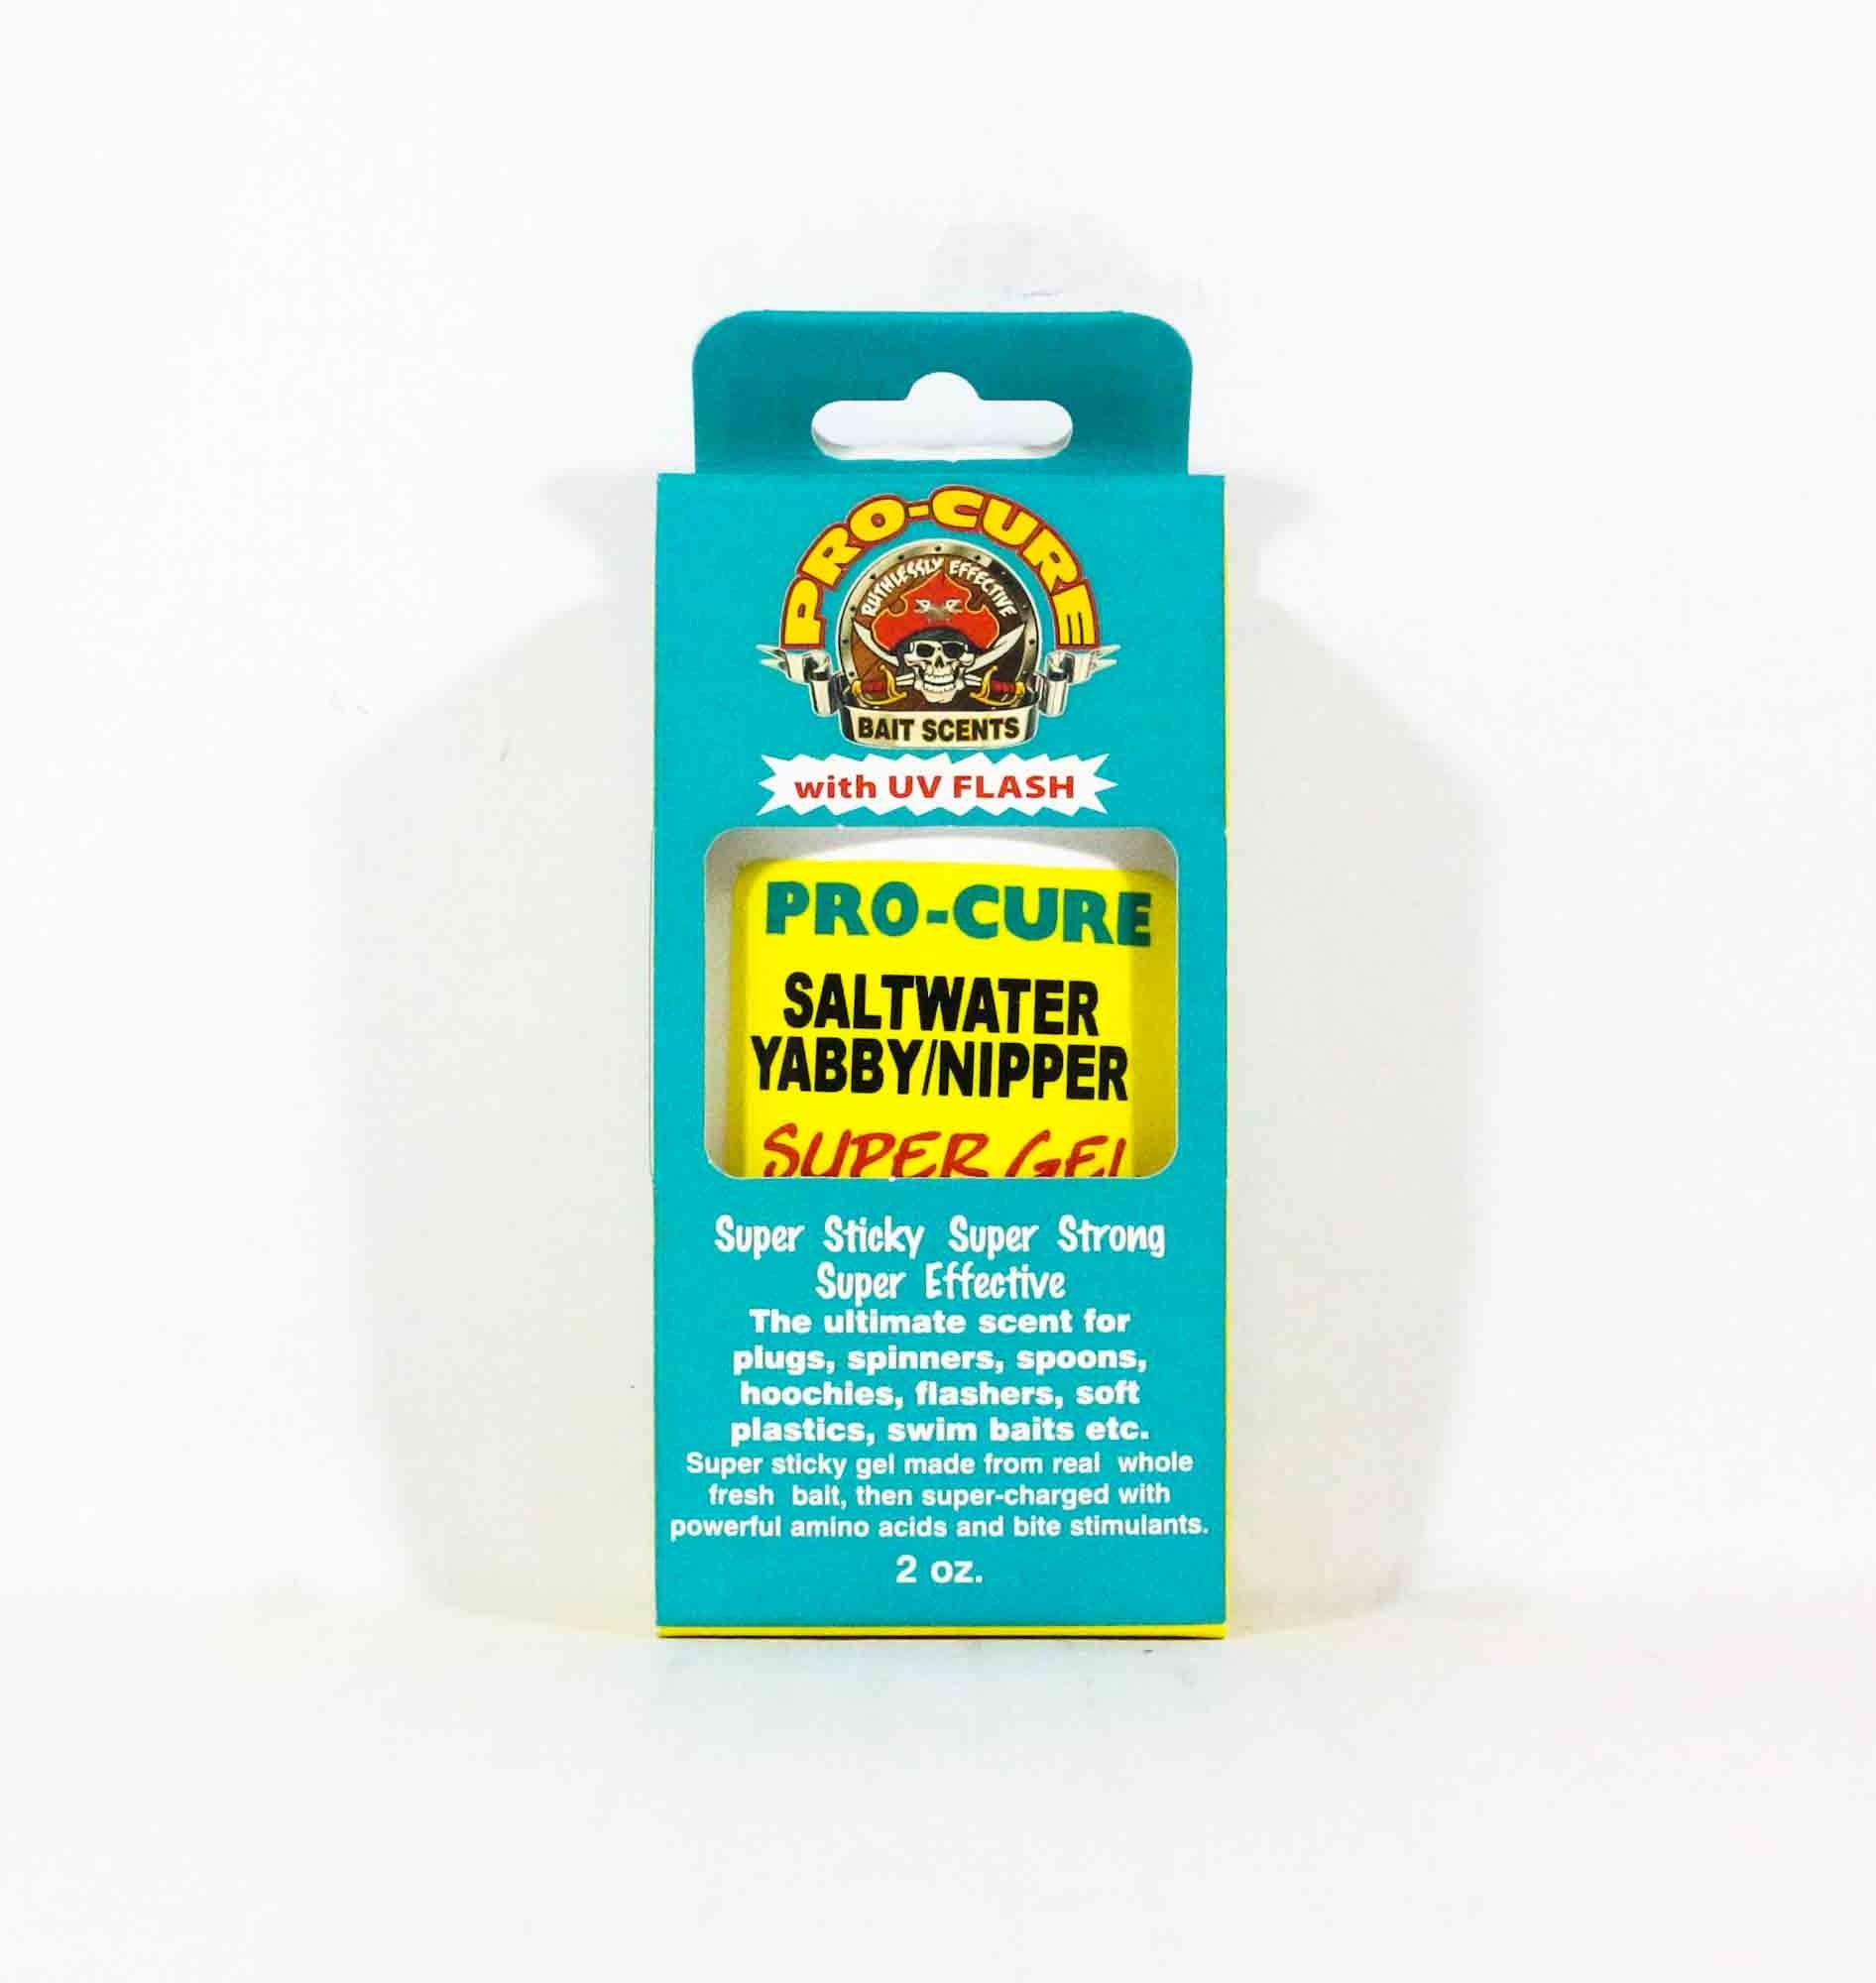 PRO-CURE
RUTHLESSLY EFFECTIVE
BAIT SCENTS
with UV FLASH
PRO-CURE
SALTWATER
YABBY/NIPPER
SUPER GEL
Super Sticky Super Strong
Super Effective
The ultimate scent for
plugs, spinners, spoons,
hoochies, flashers, soft
plastics, swim baits etc.
Super sticky gel made from real whole
fresh bait, then super-charged with
powerful amino acids and bite stimulants.
2 oz.